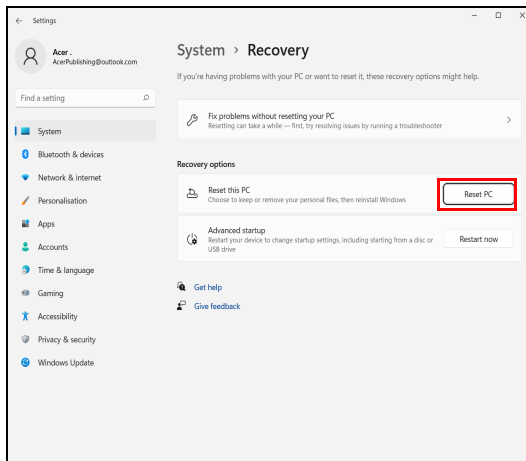 Settings
Acer .
AcerPublishing@outlook.com
Find a setting
System
Bluetooth & devices
Network & internet
Personalisation
Apps
Accounts
Time & language
Gaming
Accessibility
Privacy & security
Windows Update
System > Recovery
If you're having problems with your PC or want to reset it, these recovery options might help.
Fix problems without resetting your PC
Resetting can take a while — first, try resolving issues by running a troubleshooter
Recovery options
Reset this PC
Choose to keep or remove your personal files, then reinstall Windows
Reset PC
Advanced startup
Restart your device to change startup settings, including starting from a disc or
USB drive
Restart now
Get help
Give feedback